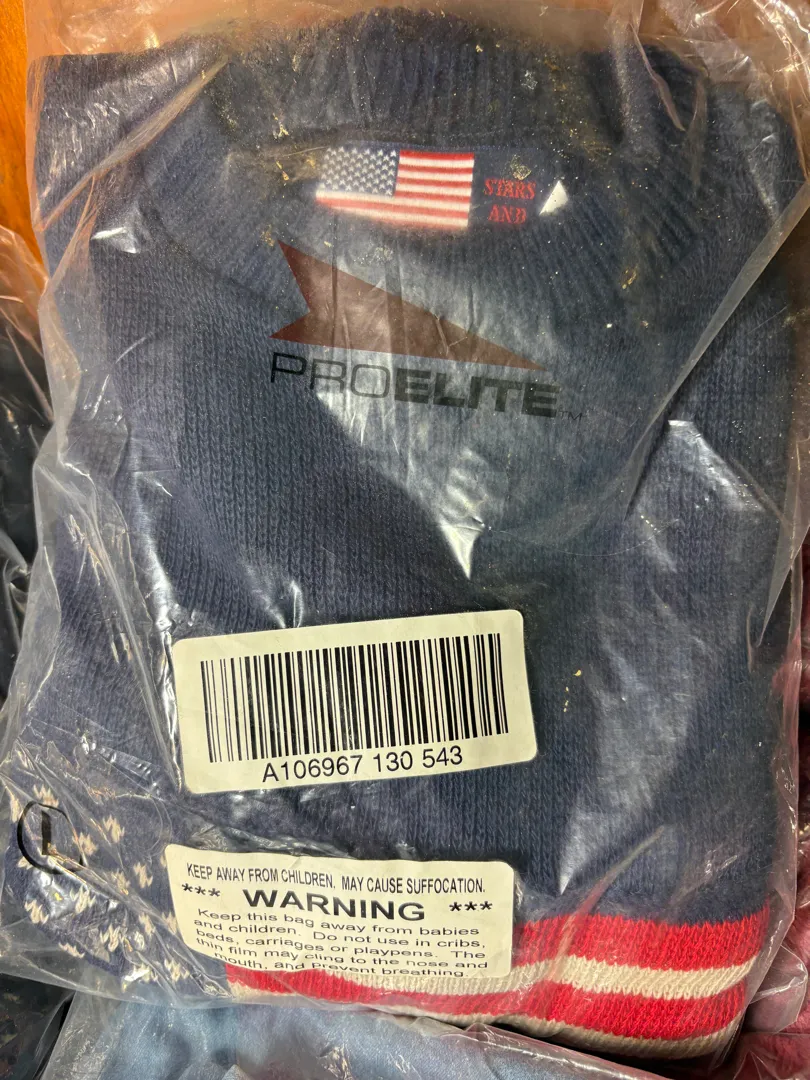 STARS
AND
PROELITE™
A106967 130 543
L
KEEP AWAY FROM CHILDREN. MAY CAUSE SUFFOCATION.
*** WARNING ***
Keep this bag away from babies
and children. Do not use in cribs,
beds, carriages or playpens. The
thin film may cling to the nose and
mouth, and prevent breathing.